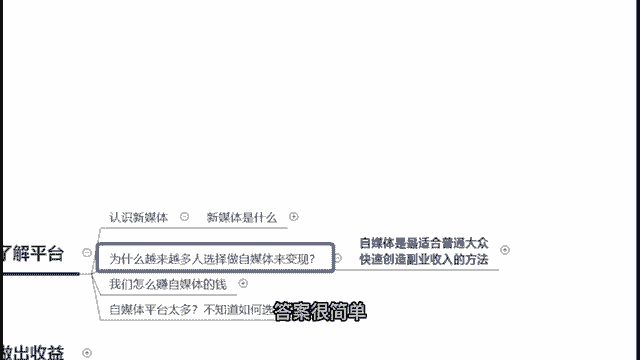 认识新媒体
新媒体是什么
了解平台
为什么越来越多人选择做自媒体来变现?
自媒体是最适合普通大众
快速创造副业收入的方法
我们怎么赚自媒体的钱
自媒体平台太多?不知道如何选
答案很简单
做出收益